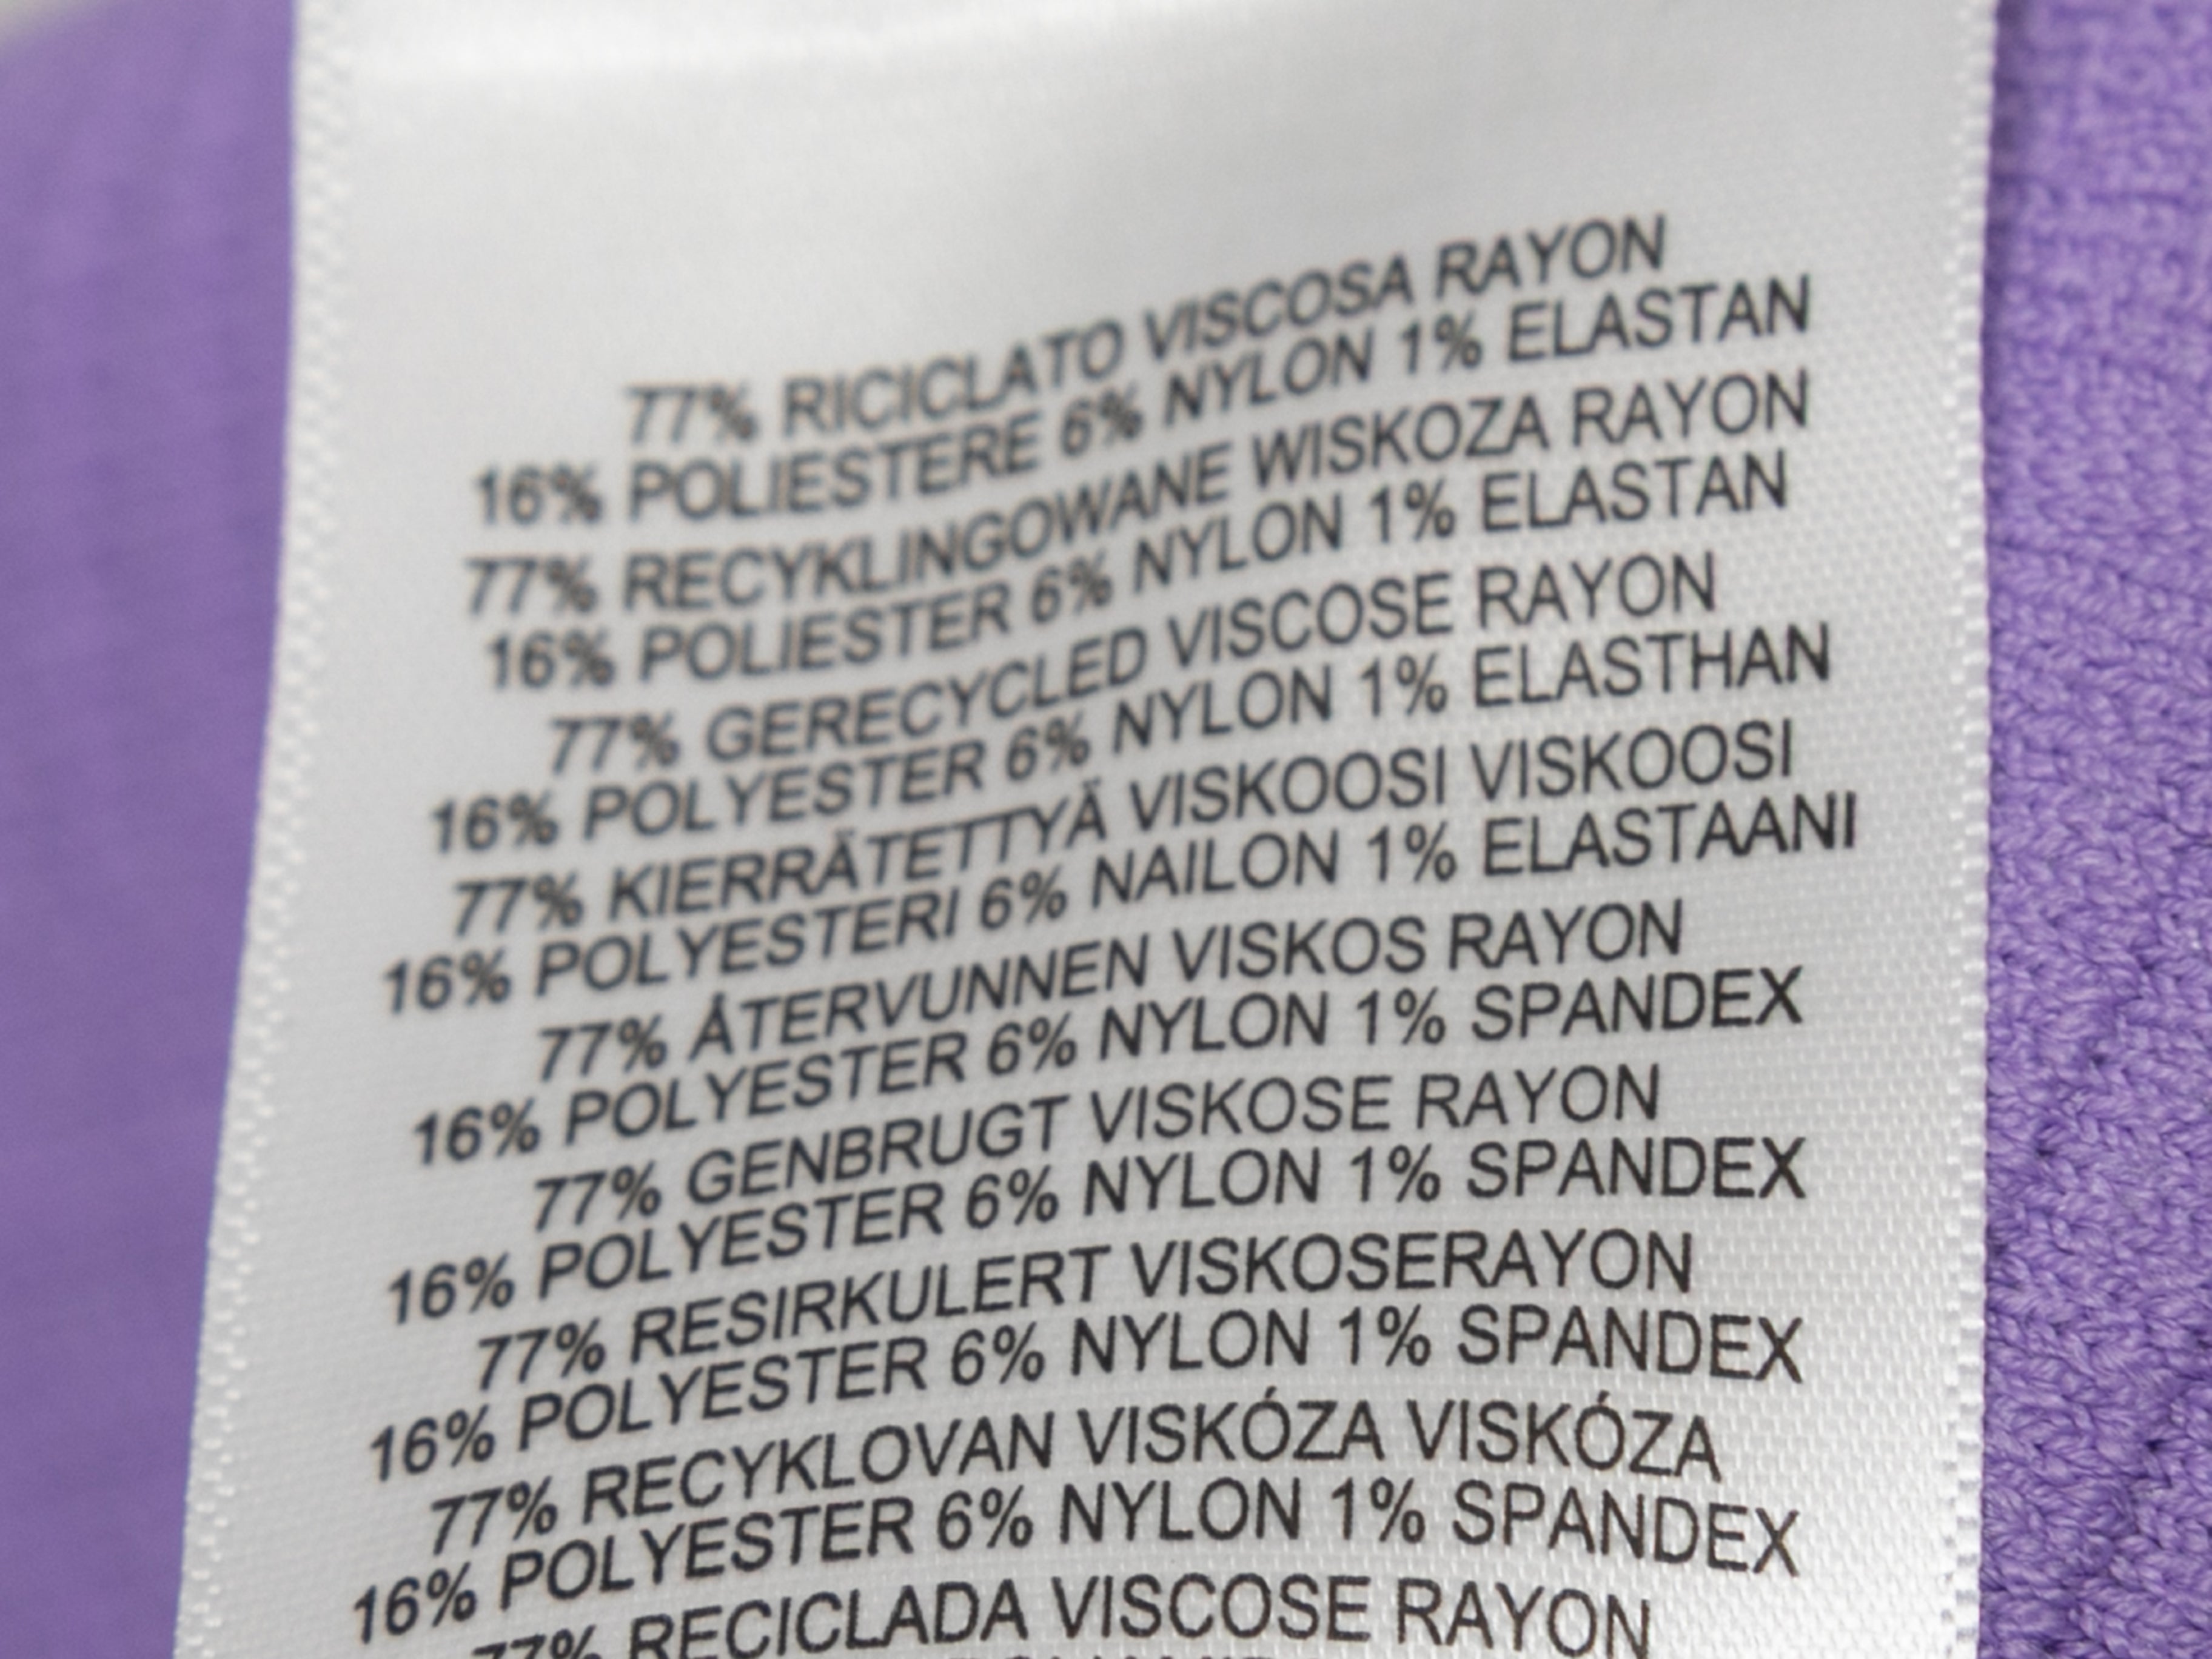 77% RICICLATO VISCOSA RAYON
16% POLIESTERE 6% NYLON 1% ELASTAN
77% RECYKLINGOWANE WISKOZA RAYON
16% POLIESTER 6% NYLON 1% ELASTAN
77% GERECYCLED VISCOSE RAYON
16% POLYESTER 6% NYLON 1% ELASTHAN
77% KIERRÄTETTYÄ VISKOOSI VISKOOSI
16% POLYESTERI 6% NAILON 1% ELASTAANI
77% ÅTERVUNNEN VISKOS RAYON
16% POLYESTER 6% NYLON 1% SPANDEX
77% GENBRUGT VISKOSE RAYON
16% POLYESTER 6% NYLON 1% SPANDEX
77% RESIRKULERT VISKOSERAYON
16% POLYESTER 6% NYLON 1% SPANDEX
77% RECYKLOVAN VISKÓZA VISKÓZA
16% POLYESTER 6% NYLON 1% SPANDEX
77% RECICLADA VISCOSE RAYON